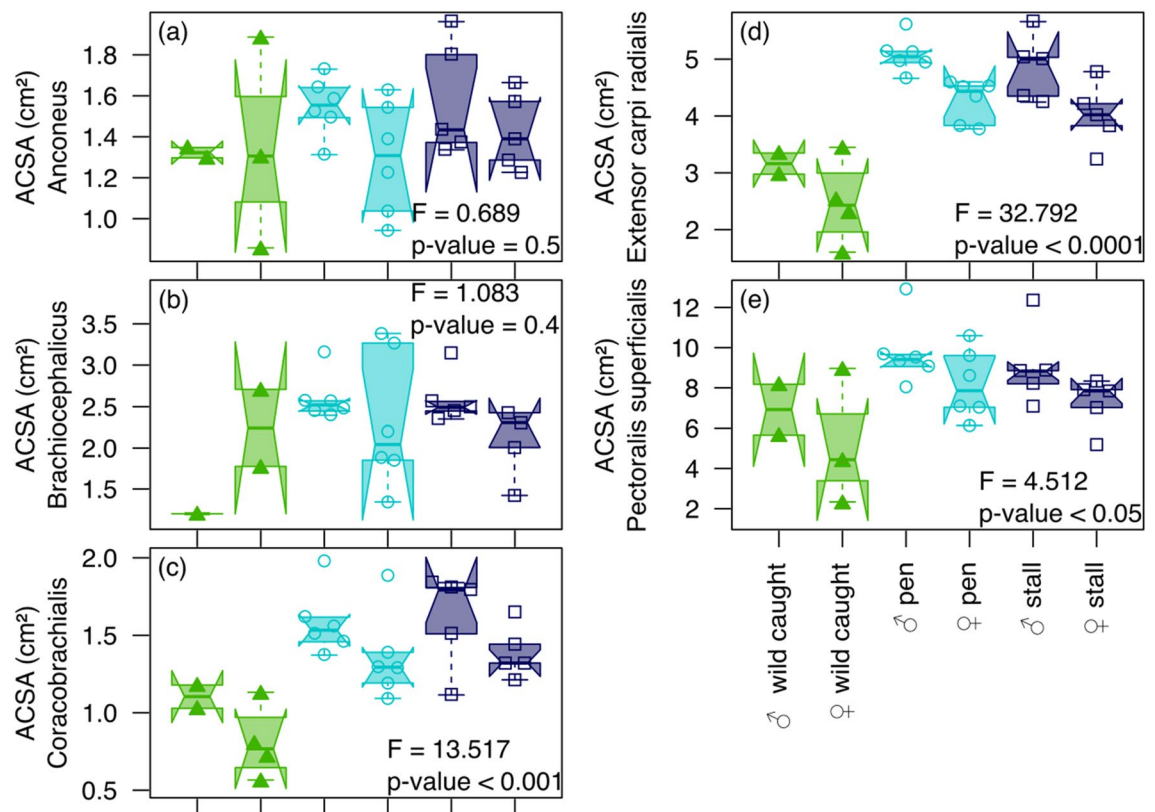 (a)
ACSA (cm²)
Anconeus
1.8
1.6
1.4
1.2
1.0
F = 0.689
p-value = 0.5
(b)
ACSA (cm²)
Brachiocephalicus
3.5
3.0
2.5
2.0
1.5
F = 1.083
p-value = 0.4
(c)
ACSA (cm²)
Coracobrachialis
2.0
1.5
1.0
0.5
F = 13.517
p-value < 0.001
(d)
ACSA (cm²)
Extensor carpi radialis
5
4
3
2
F = 32.792
p-value < 0.0001
(e)
ACSA (cm²)
Pectoralis superficialis
12
10
8
6
4
2
F = 4.512
p-value < 0.05
♂ wild caught
♀ wild caught
♂ pen
♀ pen
♂ stall
♀ stall